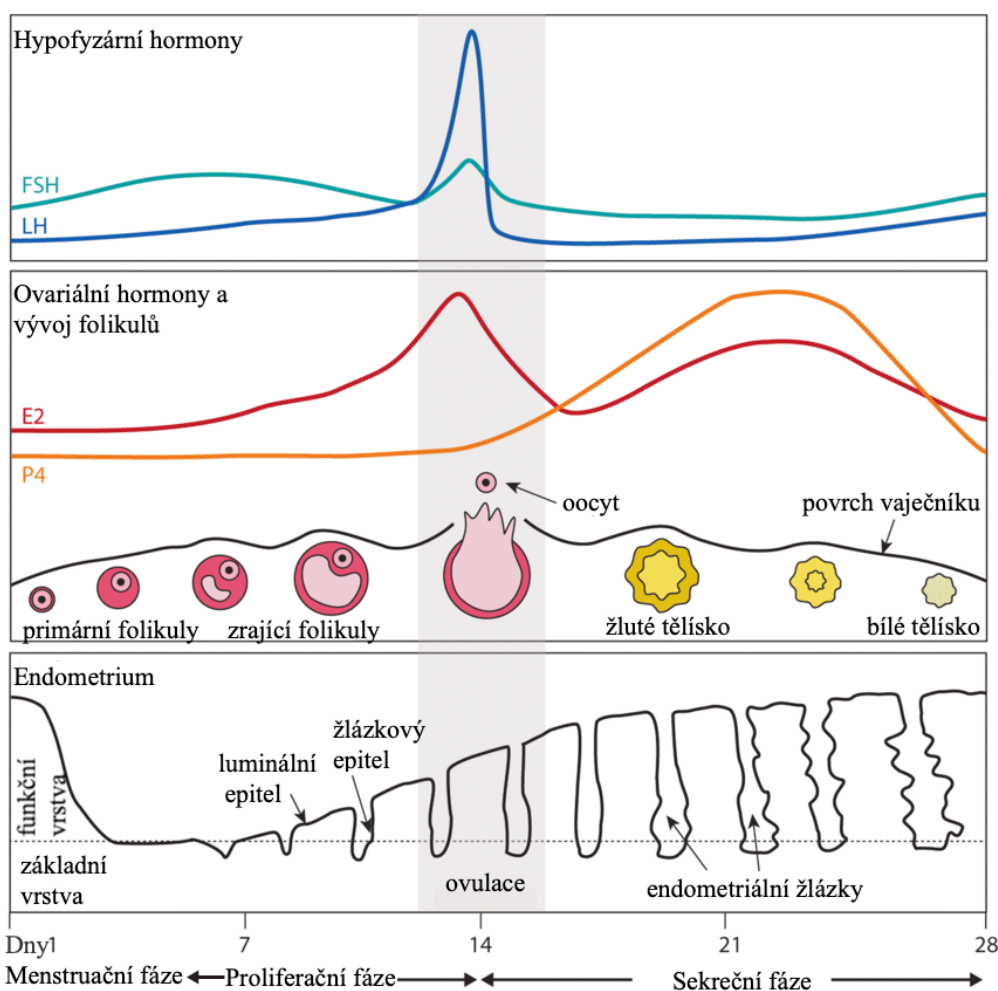 Hypofyzární hormony
FSH
LH
Ovariální hormony a
vývoj folikulů
E2
P4
oocyt
povrch vaječníku
primární folikuly
zrající folikuly
žluté tělísko
bílé tělísko
Endometrium
žlázkový
epitel
luminální
epitel
funkční
vrstva
základní
vrstva
ovulace
endometriální žlázky
Dny1 7 14 21 28
Menstruační fáze Proliferační fáze Sekreční fáze